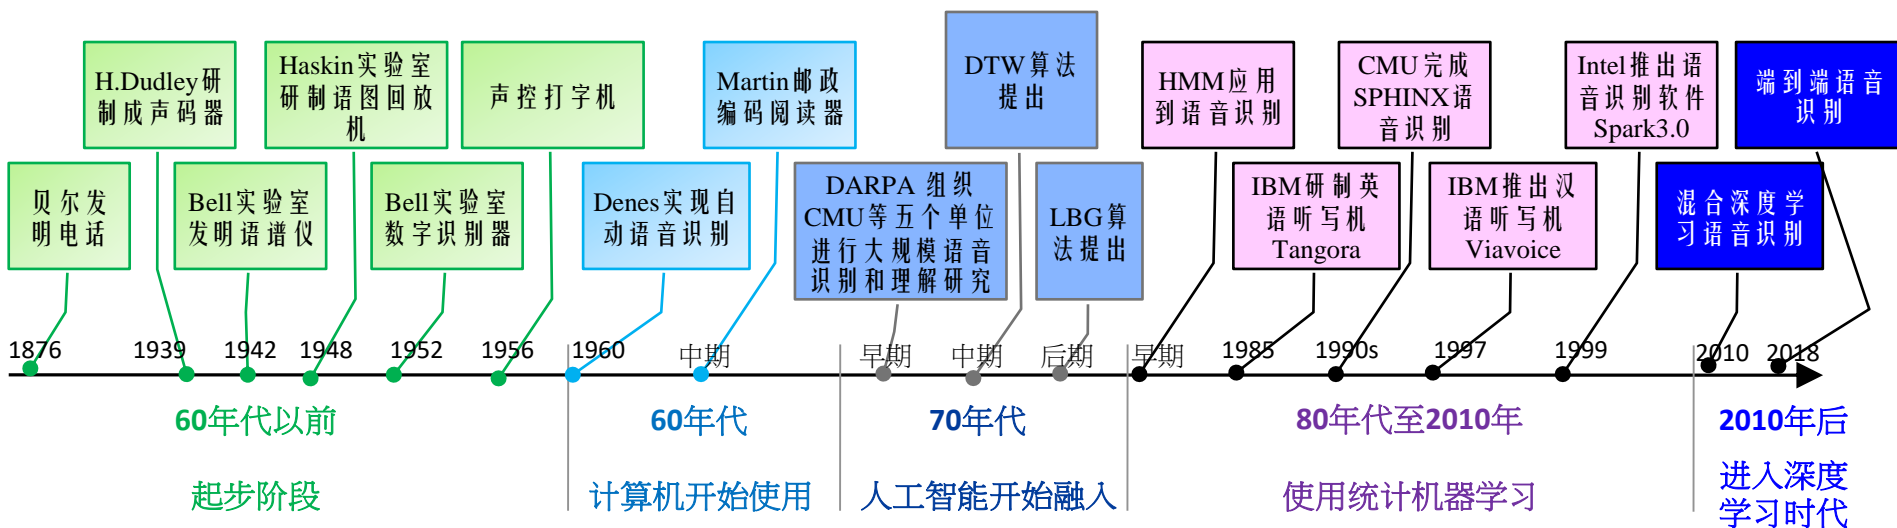 H.Dudley研
制成声码器
Haskin实验室
研制语图回放
机
声控打字机
Martin邮政
编码阅读器
DTW算法
提出
HMM应用
到语音识别
CMU完成
SPHINX语
音识别
Intel推出语
音识别软件
Spark3.0
端到端语音
识别
贝尔发
明电话
Bell实验室
发明语谱仪
Bell实验室
数字识别器
Denes实现自
动语音识别
DARPA 组织
CMU等五个单位
进行大规模语音
识别和理解研究
LBG算
法提出
IBM研制英
语听写机
Tangora
IBM推出汉
语听写机
Viavoice
混合深度学
习语音识别
1876
1939
1942
1948
1952
1956
1960
中期
早期
中期
后期
早期
1985
1990s
1997
1999
2010
2018
60年代以前
60年代
70年代
80年代至2010年
2010年后
起步阶段
计算机开始使用
人工智能开始融入
使用统计机器学习
进入深度
学习时代